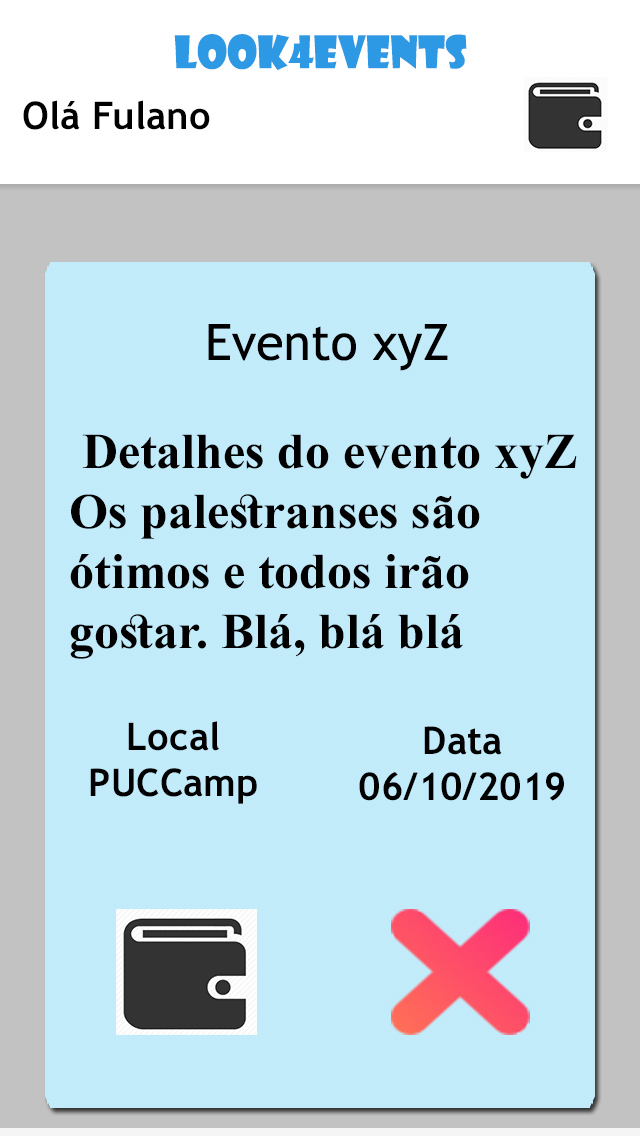 LOOK4EVENTS
Olá Fulano
Evento xyZ
Detalhes do evento xyZ
Os palestranses são
ótimos e todos irão
gostar. Blá, blá blá
Local
PUCCamp
Data
06/10/2019